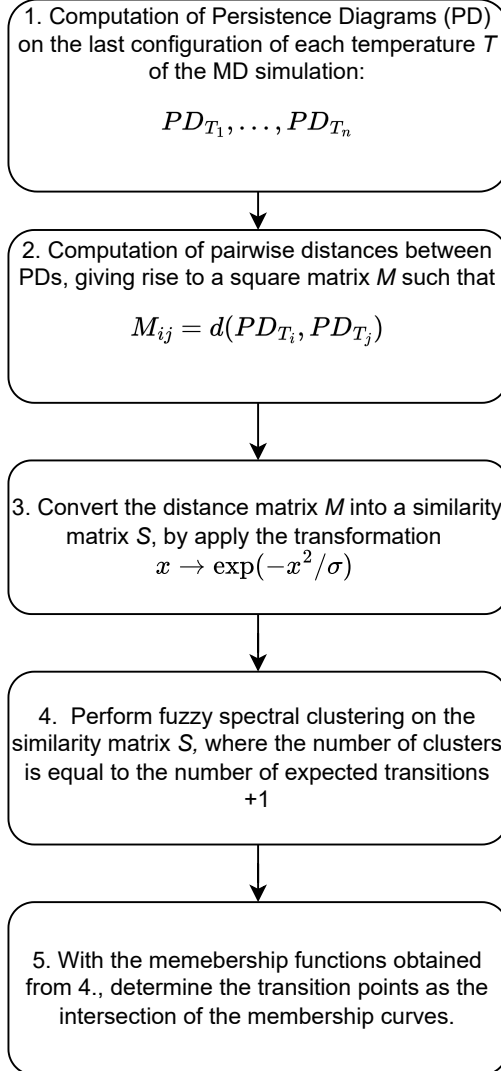 1. Computation of Persistence Diagrams (PD)
on the last configuration of each temperature T
of the MD simulation:
PD_{T_1}, . . . , PD_{T_n}
2. Computation of pairwise distances between
PDs, giving rise to a square matrix M such that
M_{ij} = d(PD_{T_i}, PD_{T_j})
3. Convert the distance matrix M into a similarity
matrix S, by apply the transformation
x → exp(−x²/σ)
4. Perform fuzzy spectral clustering on the
similarity matrix S, where the number of clusters
is equal to the number of expected transitions
+1
5. With the memebership functions obtained
from 4., determine the transition points as the
intersection of the membership curves.